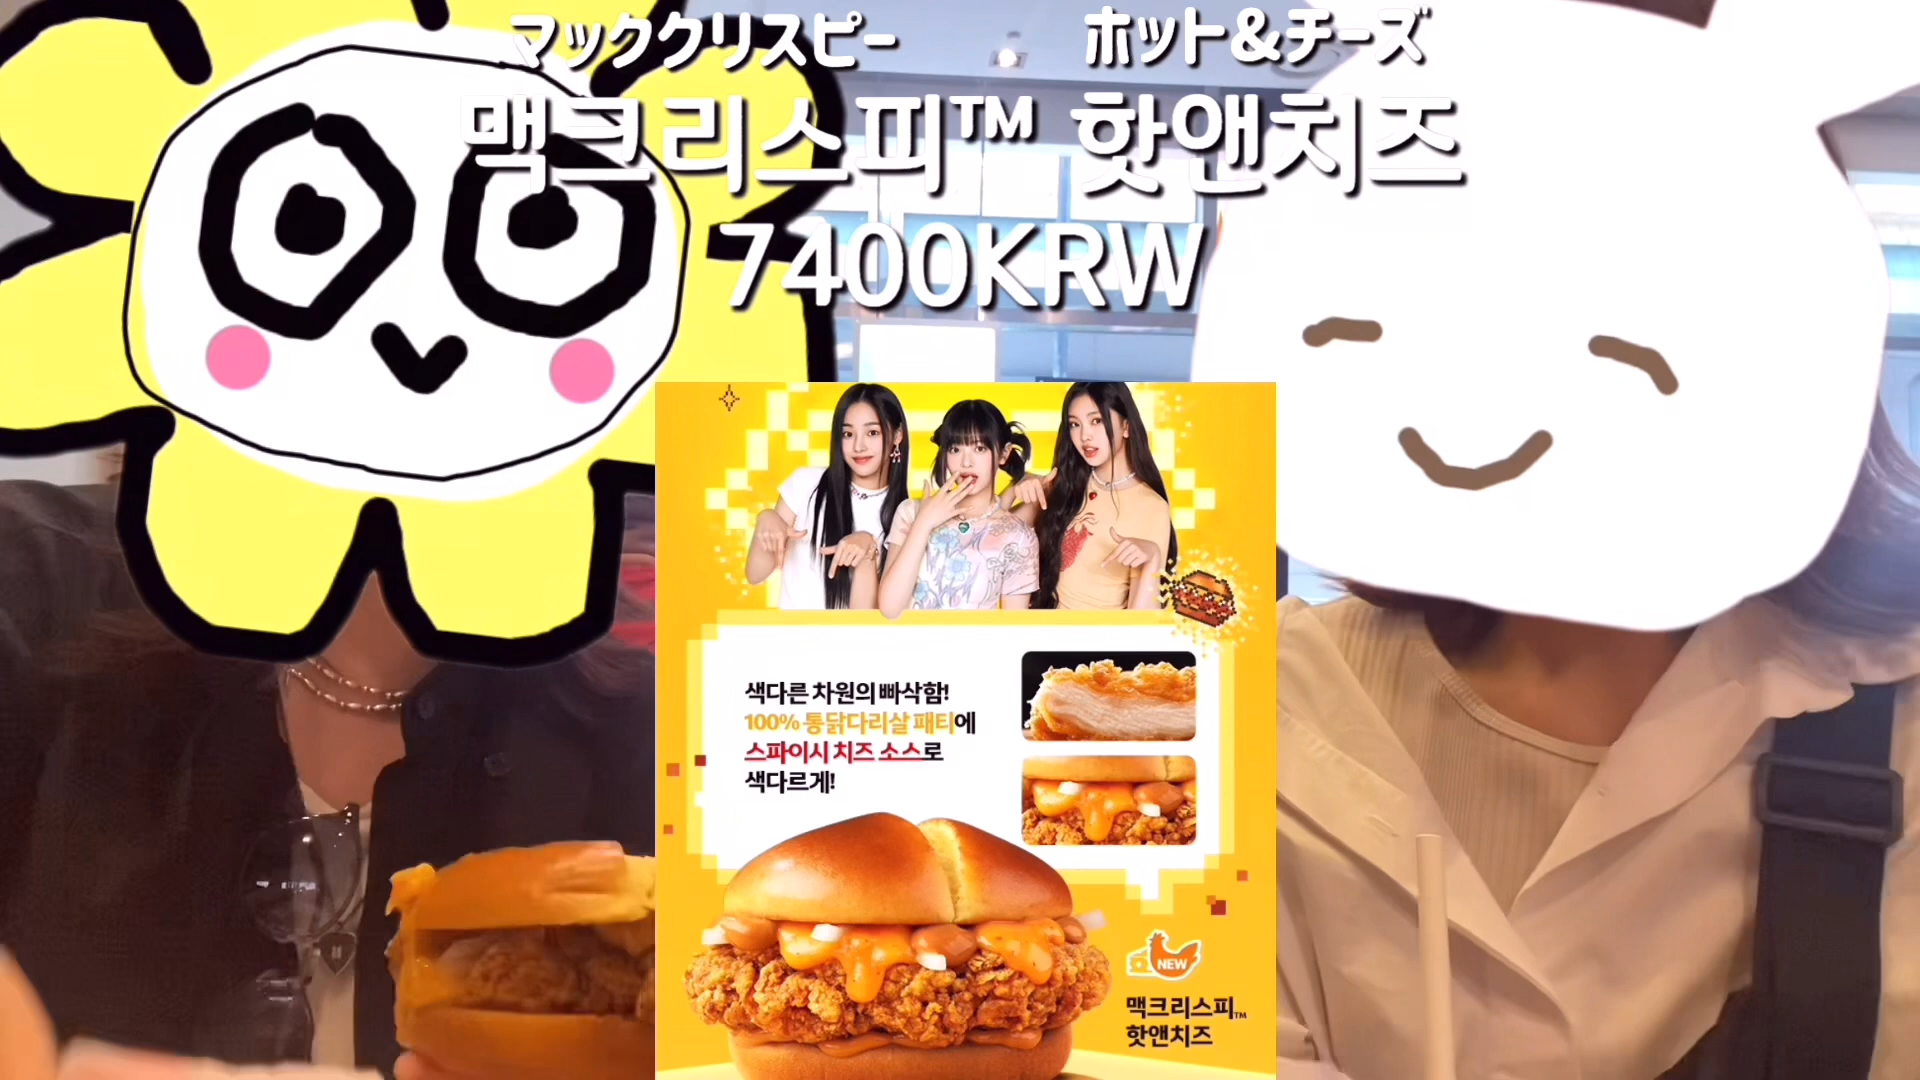 マッククリスピー ホット&チーズ
맥크리스피™ 핫앤치즈
7400KRW
색다른 차원의 빠삭함!
100% 통닭다리살 패티에
스파이시 치즈 소스로
색다르게!
NEW
맥크리스피™
핫앤치즈